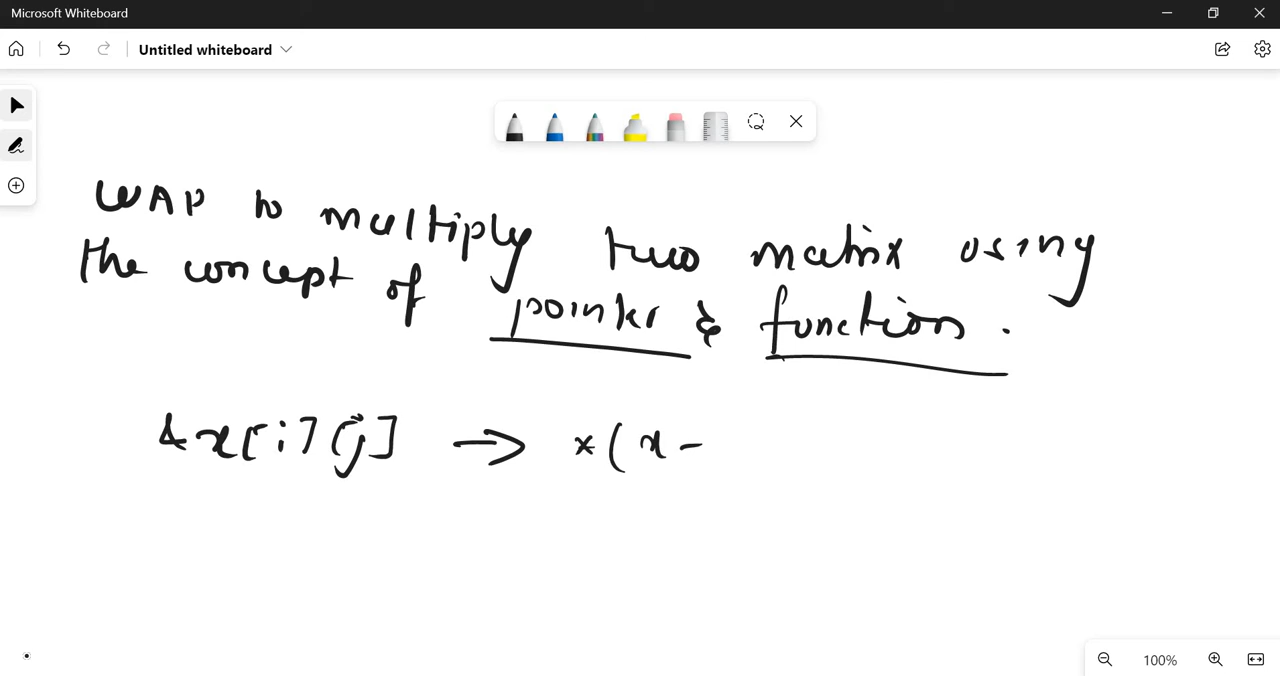 Microsoft Whiteboard
Untitled whiteboard
WAP to multiply two matrix using
the concept of pointer & function.
&x[i][j] → *(x-
100%